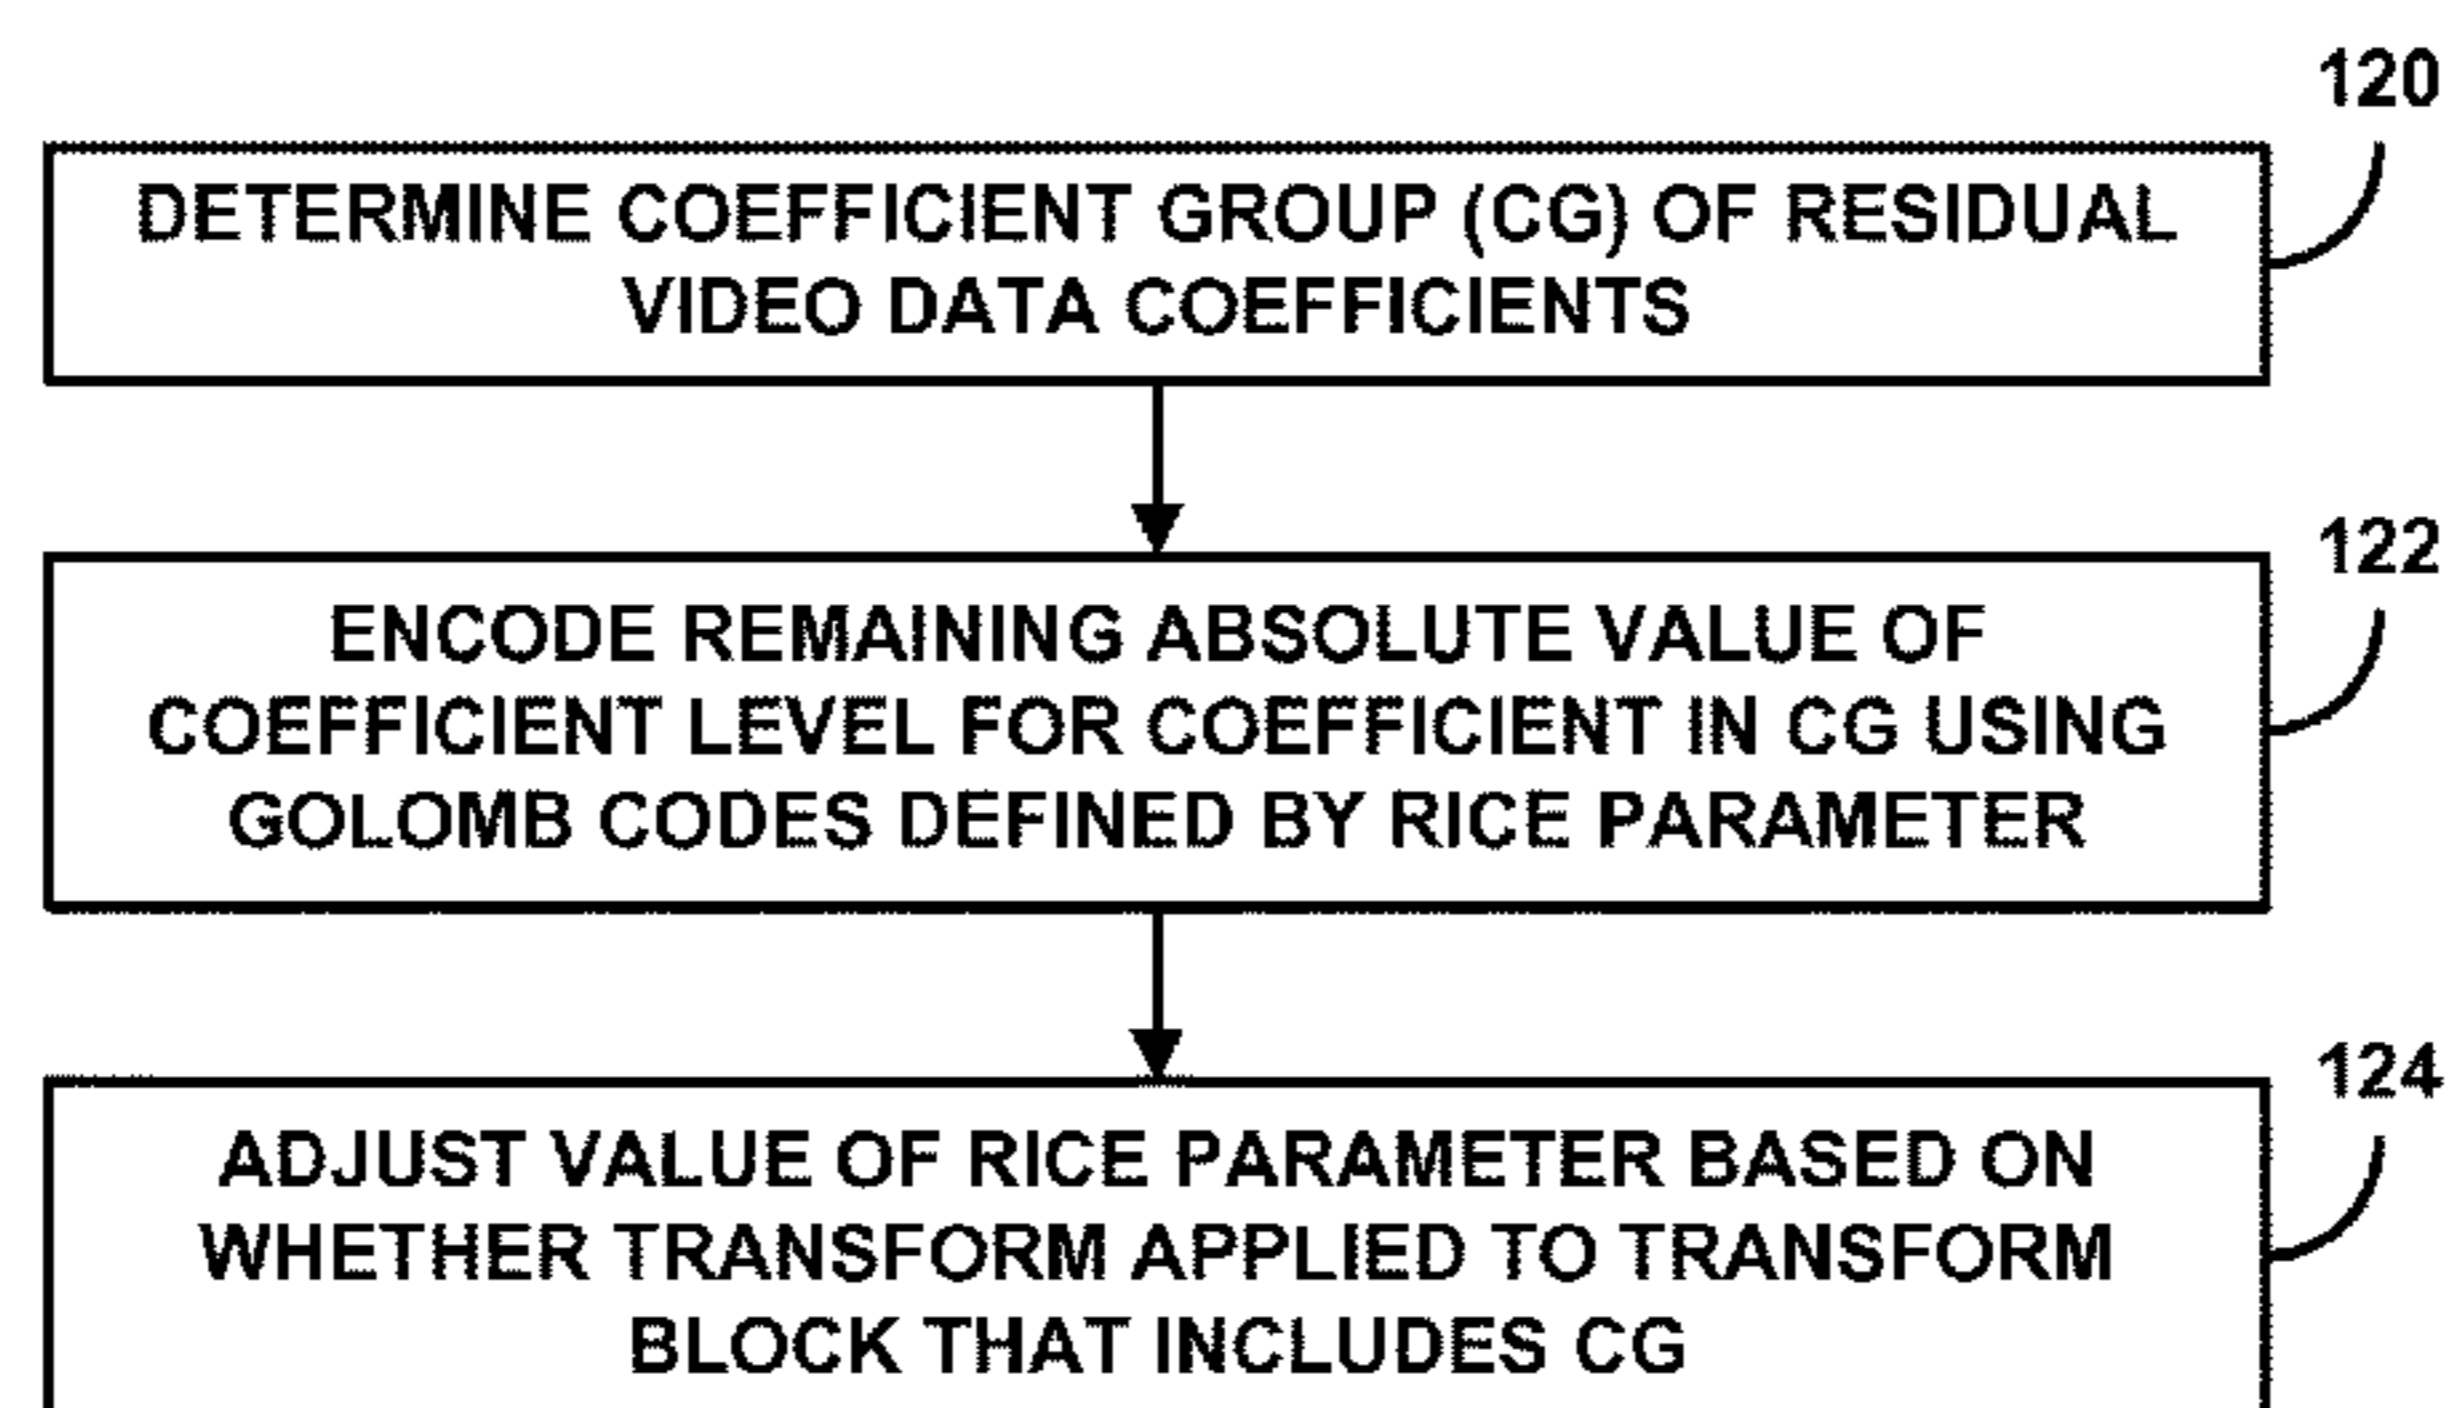 120
DETERMINE COEFFICIENT GROUP (CG) OF RESIDUAL
VIDEO DATA COEFFICIENTS
122
ENCODE REMAINING ABSOLUTE VALUE OF
COEFFICIENT LEVEL FOR COEFFICIENT IN CG USING
GOLOMB CODES DEFINED BY RICE PARAMETER
124
ADJUST VALUE OF RICE PARAMETER BASED ON
WHETHER TRANSFORM APPLIED TO TRANSFORM
BLOCK THAT INCLUDES CG